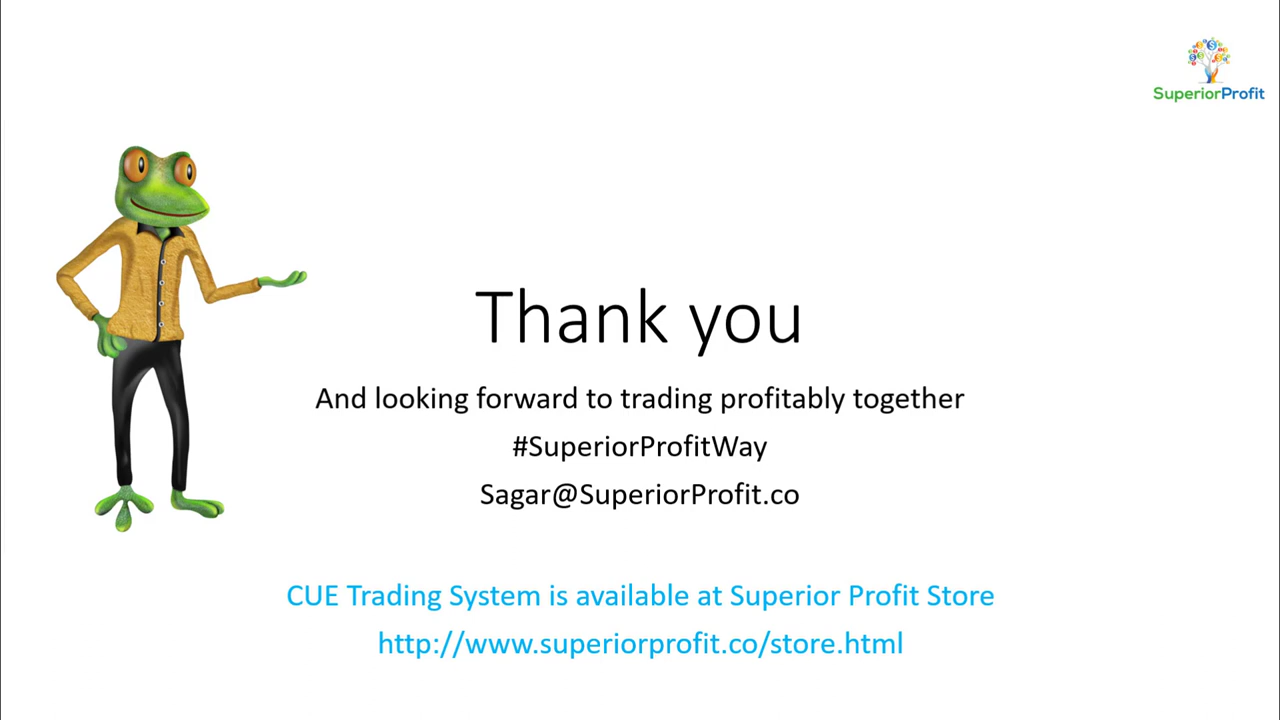 SuperiorProfit
Thank you
And looking forward to trading profitably together
#SuperiorProfitWay
Sagar@SuperiorProfit.co
CUE Trading System is available at Superior Profit Store
http://www.superiorprofit.co/store.html